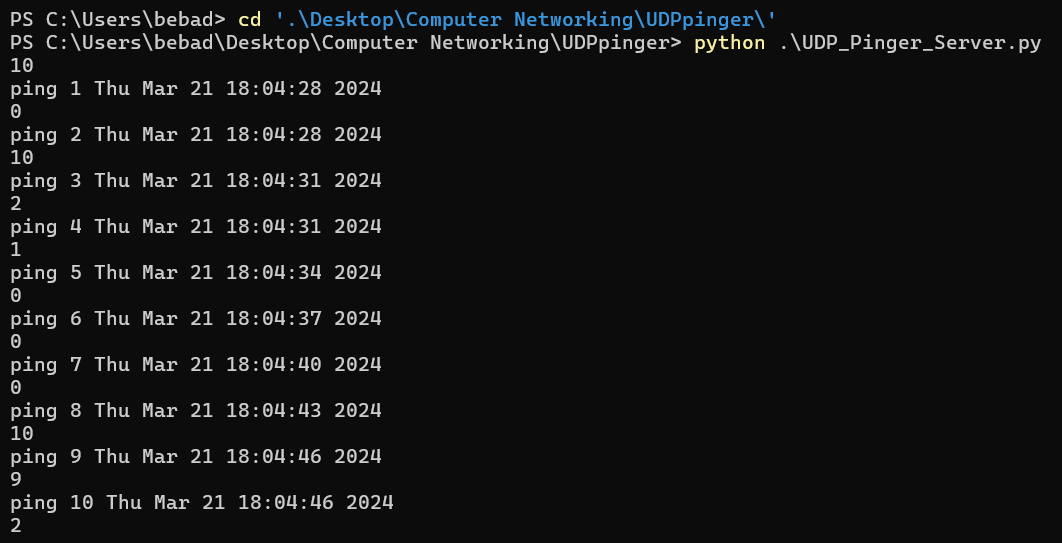 PS C:\Users\bebad> cd '.\Desktop\Computer Networking\UDPpinger\'
PS C:\Users\bebad\Desktop\Computer Networking\UDPpinger> python .\UDP_Pinger_Server.py
10
ping 1 Thu Mar 21 18:04:28 2024
0
ping 2 Thu Mar 21 18:04:28 2024
10
ping 3 Thu Mar 21 18:04:31 2024
2
ping 4 Thu Mar 21 18:04:31 2024
1
ping 5 Thu Mar 21 18:04:34 2024
0
ping 6 Thu Mar 21 18:04:37 2024
0
ping 7 Thu Mar 21 18:04:40 2024
0
ping 8 Thu Mar 21 18:04:43 2024
10
ping 9 Thu Mar 21 18:04:46 2024
9
ping 10 Thu Mar 21 18:04:46 2024
2